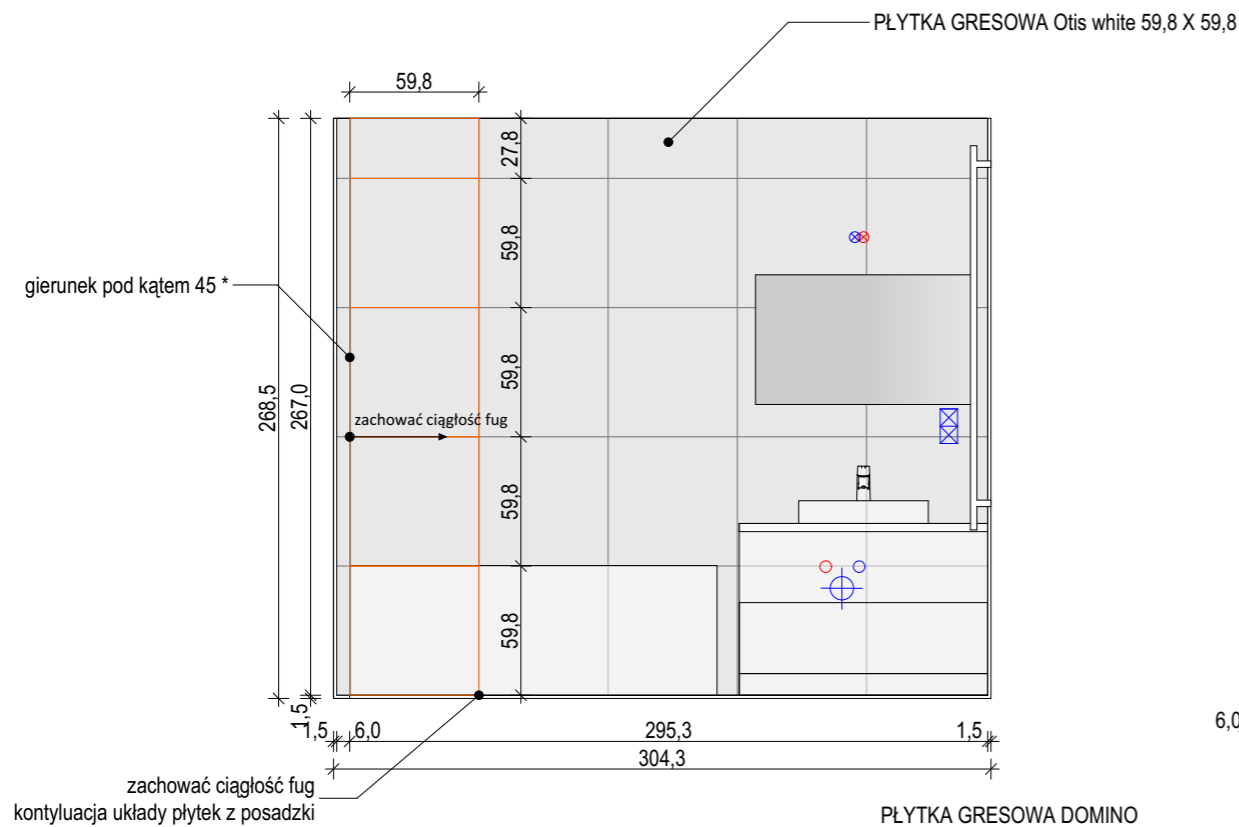 PŁYTKA GRESOWA Otis white 59,8 X 59,8
59,8
27,8
59,8
gierunek pod kątem 45 *
59,8
268,5
267,0
zachować ciągłość fug
59,8
59,8
1,5
1,5
6,0
295,3
1,5
6,0
304,3
zachować ciągłość fug
kontyluacja układy płytek z posadzki
PŁYTKA GRESOWA DOMINO